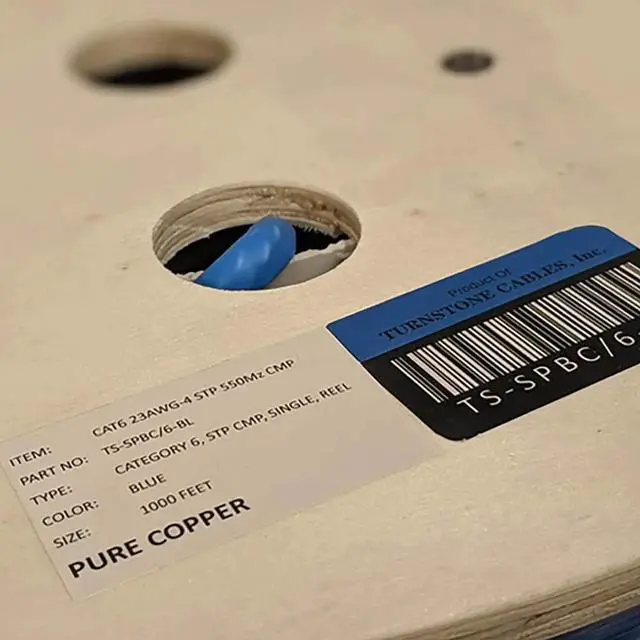 ITEM: CAT6 23AWG-4 STP 550Mz CMP
PART NO: TS-SPBC/6-BL
TYPE: CATEGORY 6, STP CMP, SINGLE, REEL
COLOR: BLUE
SIZE: 1000 FEET
PURE COPPER
Product Of
TURNSTONE CABLES, Inc.
TS-SPBC/6-